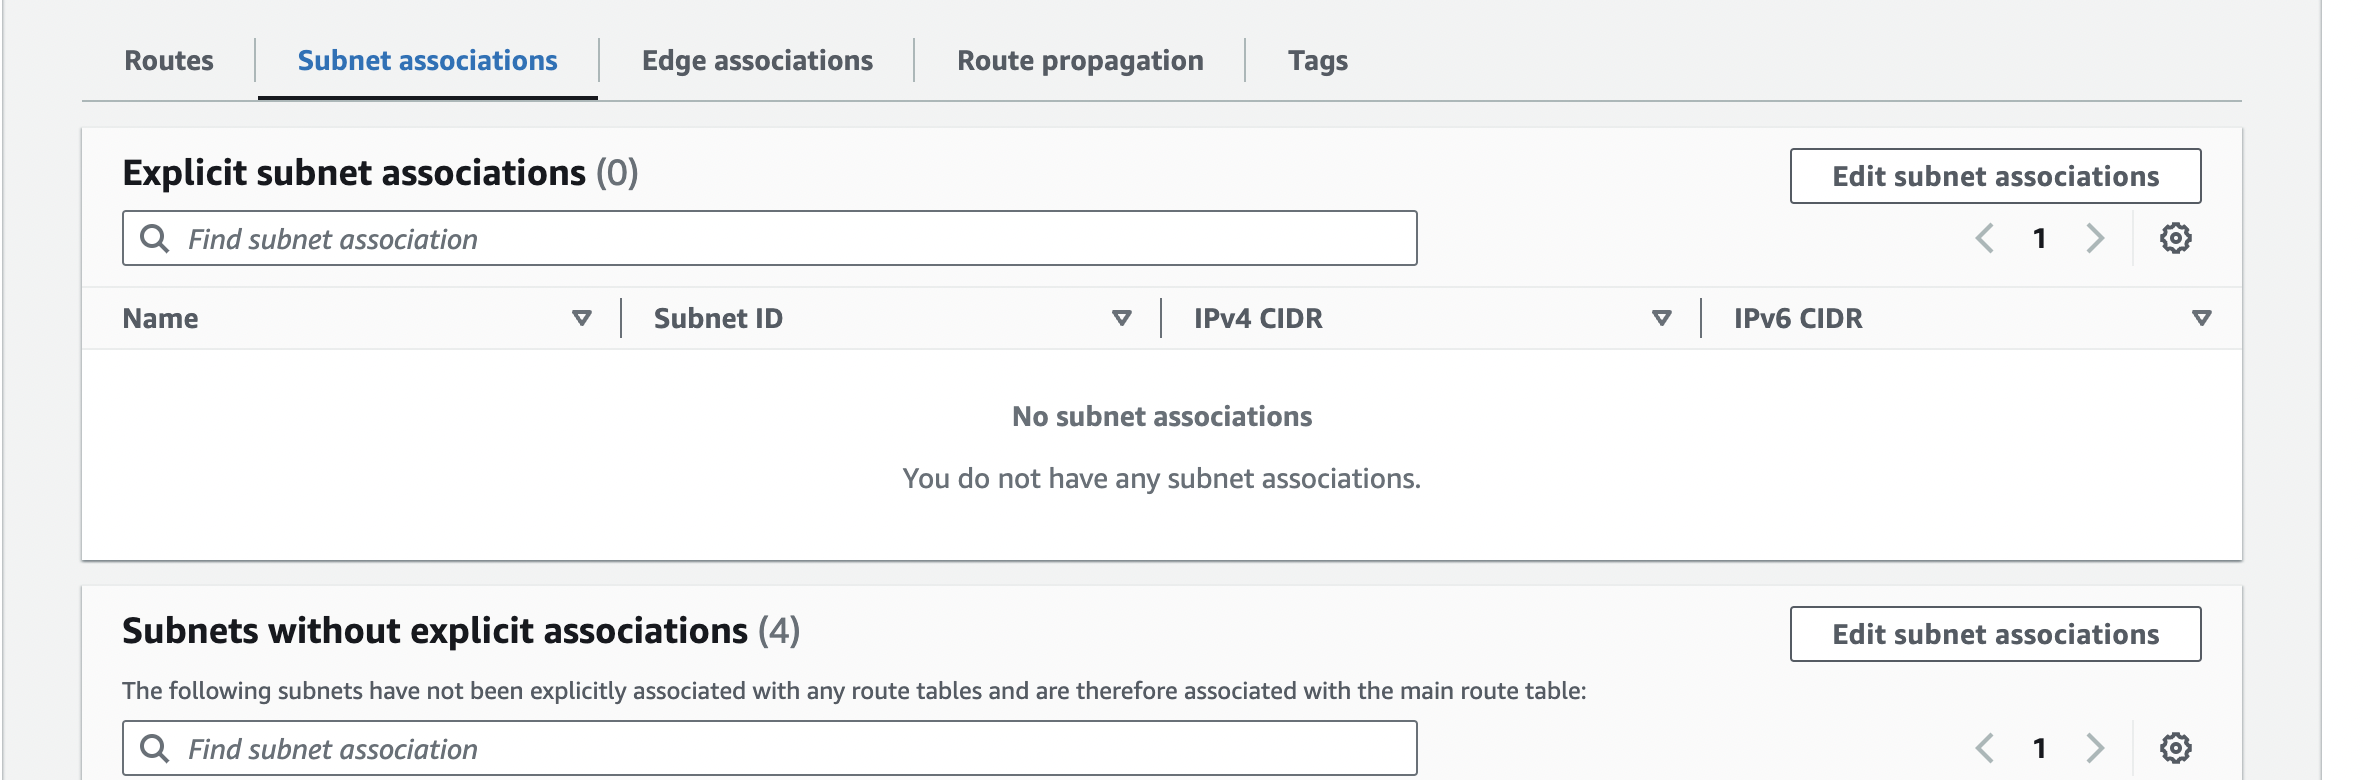 Routes Subnet associations Edge associations Route propagation Tags
Explicit subnet associations (0)
Edit subnet associations
Find subnet association
1
Name Subnet ID IPv4 CIDR IPv6 CIDR
No subnet associations
You do not have any subnet associations.
Subnets without explicit associations (4)
Edit subnet associations
The following subnets have not been explicitly associated with any route tables and are therefore associated with the main route table:
Find subnet association
1